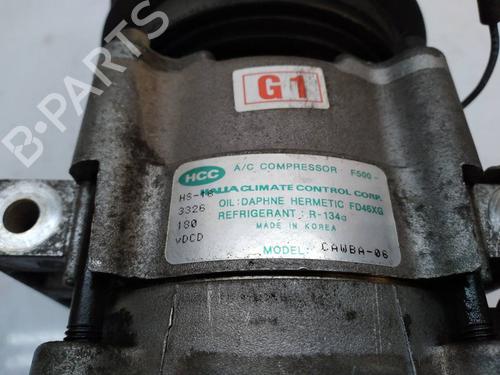 G1
HCC A/C COMPRESSOR F500-
HS-18 HALLA CLIMATE CONTROL CORP.
3326 OIL:DAPHNE HERMETIC FD46XG
180 REFRIGERANT: R-134a
vDCD MADE IN KOREA
MODEL: CAWBA-06
B-PARTS